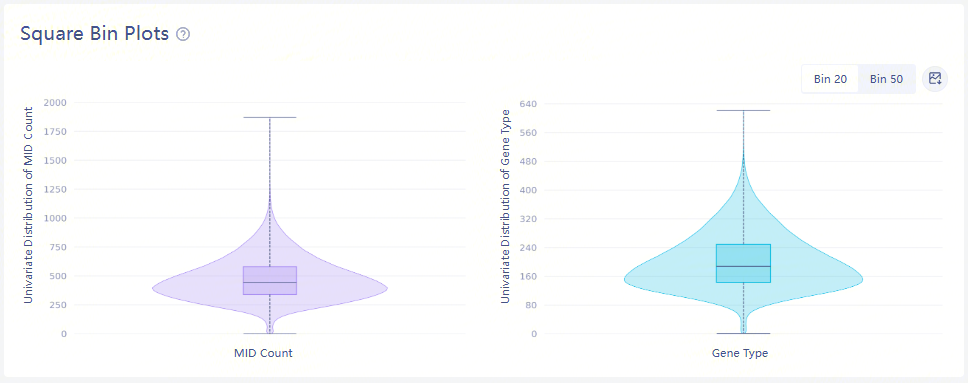 Square Bin Plots ?
Bin 20
Bin 50
Univariate Distribution of MID Count
2000
1750
1500
1250
1000
750
500
250
0
MID Count
Univariate Distribution of Gene Type
640
560
480
400
320
240
160
80
0
Gene Type